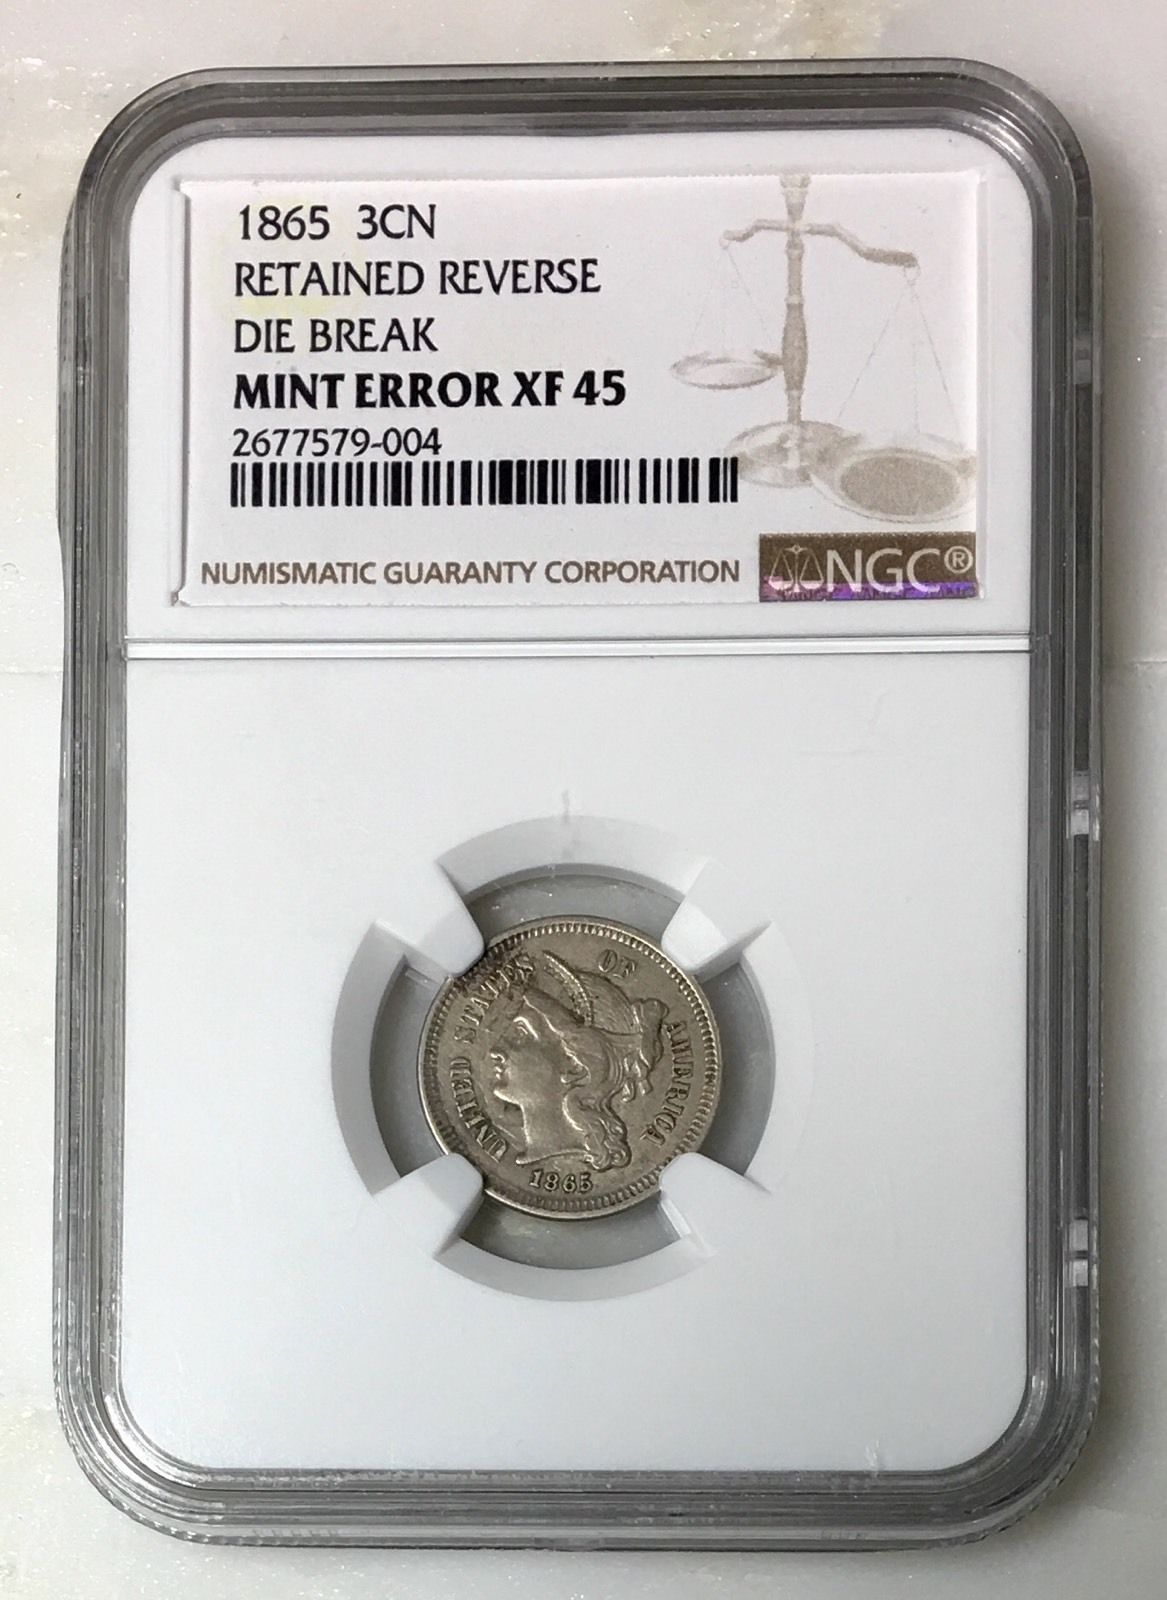 1865 3CN
RETAINED REVERSE
DIE BREAK
MINT ERROR XF 45
2677579-004
NUMISMATIC GUARANTY CORPORATION
NGC®
UNITED STATES OF AMERICA
1865